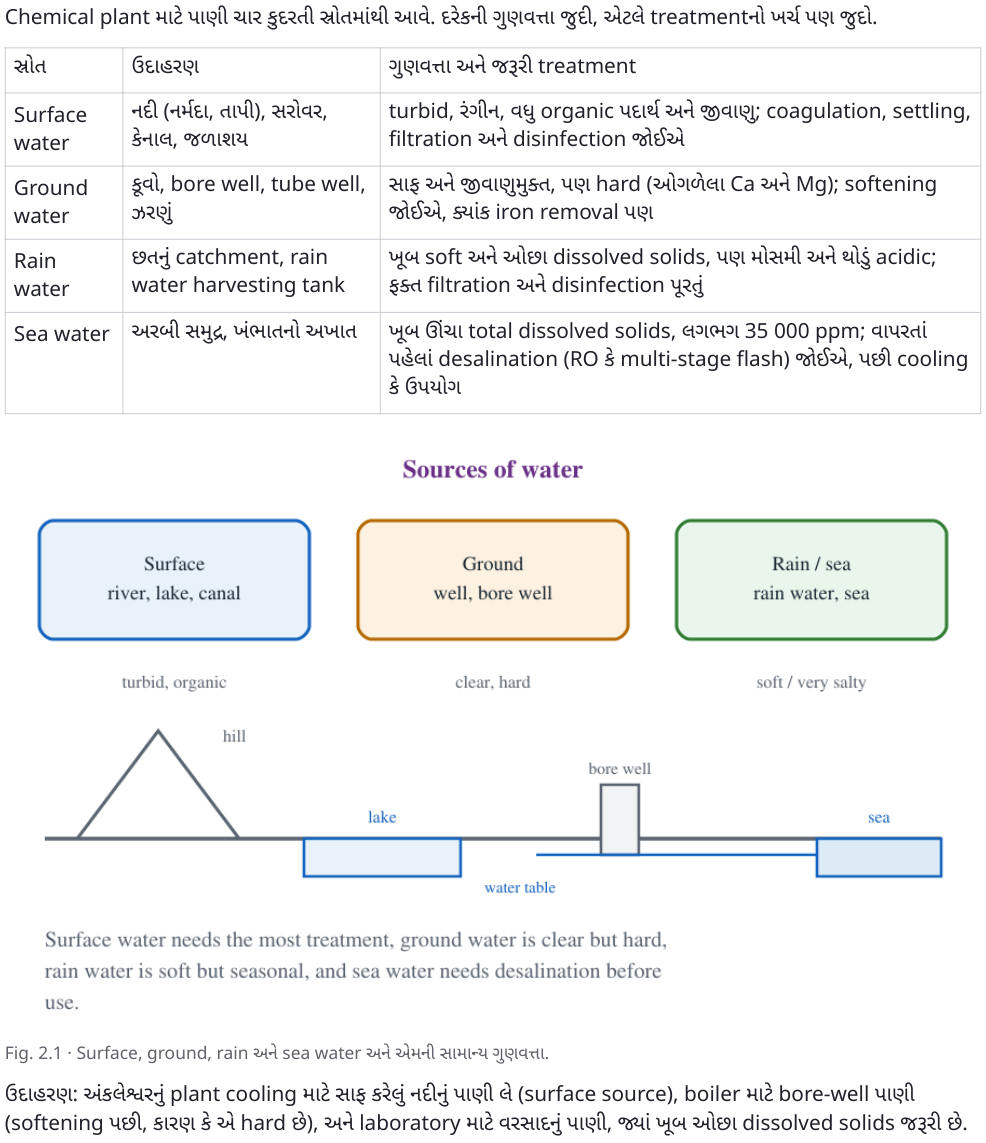 Chemical plant માટે પાણી ચાર કુદરતી સ્રોતમાંથી આવે. દરેકની ગુણવત્તા જુદી, એટલે treatmentનો ખર્ચ પણ જુદો.
સ્રોત ઉદાહરણ ગુણવત્તા અને જરૂરી treatment
Surface water નદી (નર્મદા, તાપી), સરોવર,
કેનાલ, જળાશય
turbid, રંગીન, વધુ organic પદાર્થ અને જીવાણુ; coagulation, settling,
filtration અને disinfection જોઈએ
Ground water કૂવો, bore well, tube well,
ઝરણું
સાફ અને જીવાણુમુક્ત, પણ hard (ઓગળેલા Ca અને Mg); softening
જોઈએ, ક્યાંક iron removal પણ
Rain water છતનું catchment, rain
water harvesting tank
ખૂબ soft અને ઓછા dissolved solids, પણ મોસમી અને થોડું acidic;
ફક્ત filtration અને disinfection પૂરતું
Sea water અરબી સમુદ્ર, ખંભાતનો અખાત
ખૂબ ઊંચા total dissolved solids, લગભગ 35 000 ppm; વાપરતાં
પહેલાં desalination (RO કે multi-stage flash) જોઈએ, પછી cooling
કે ઉપયોગ
Sources of water
Surface
river, lake, canal
Ground
well, bore well
Rain / sea
rain water, sea
turbid, organic
clear, hard
soft / very salty
hill
bore well
lake
sea
water table
Surface water needs the most treatment, ground water is clear but hard,
rain water is soft but seasonal, and sea water needs desalination before
use.
Fig. 2.1 · Surface, ground, rain અને sea water અને એમની સામાન્ય ગુણવત્તા.
ઉદાહરણ: અંકલેશ્વરનું plant cooling માટે સાફ કરેલું નદીનું પાણી લે (surface source), boiler માટે bore-well પાણી
(softening પછી, કારણ કે એ hard છે), અને laboratory માટે વરસાદનું પાણી, જ્યાં ખૂબ ઓછા dissolved solids જરૂરી છે.